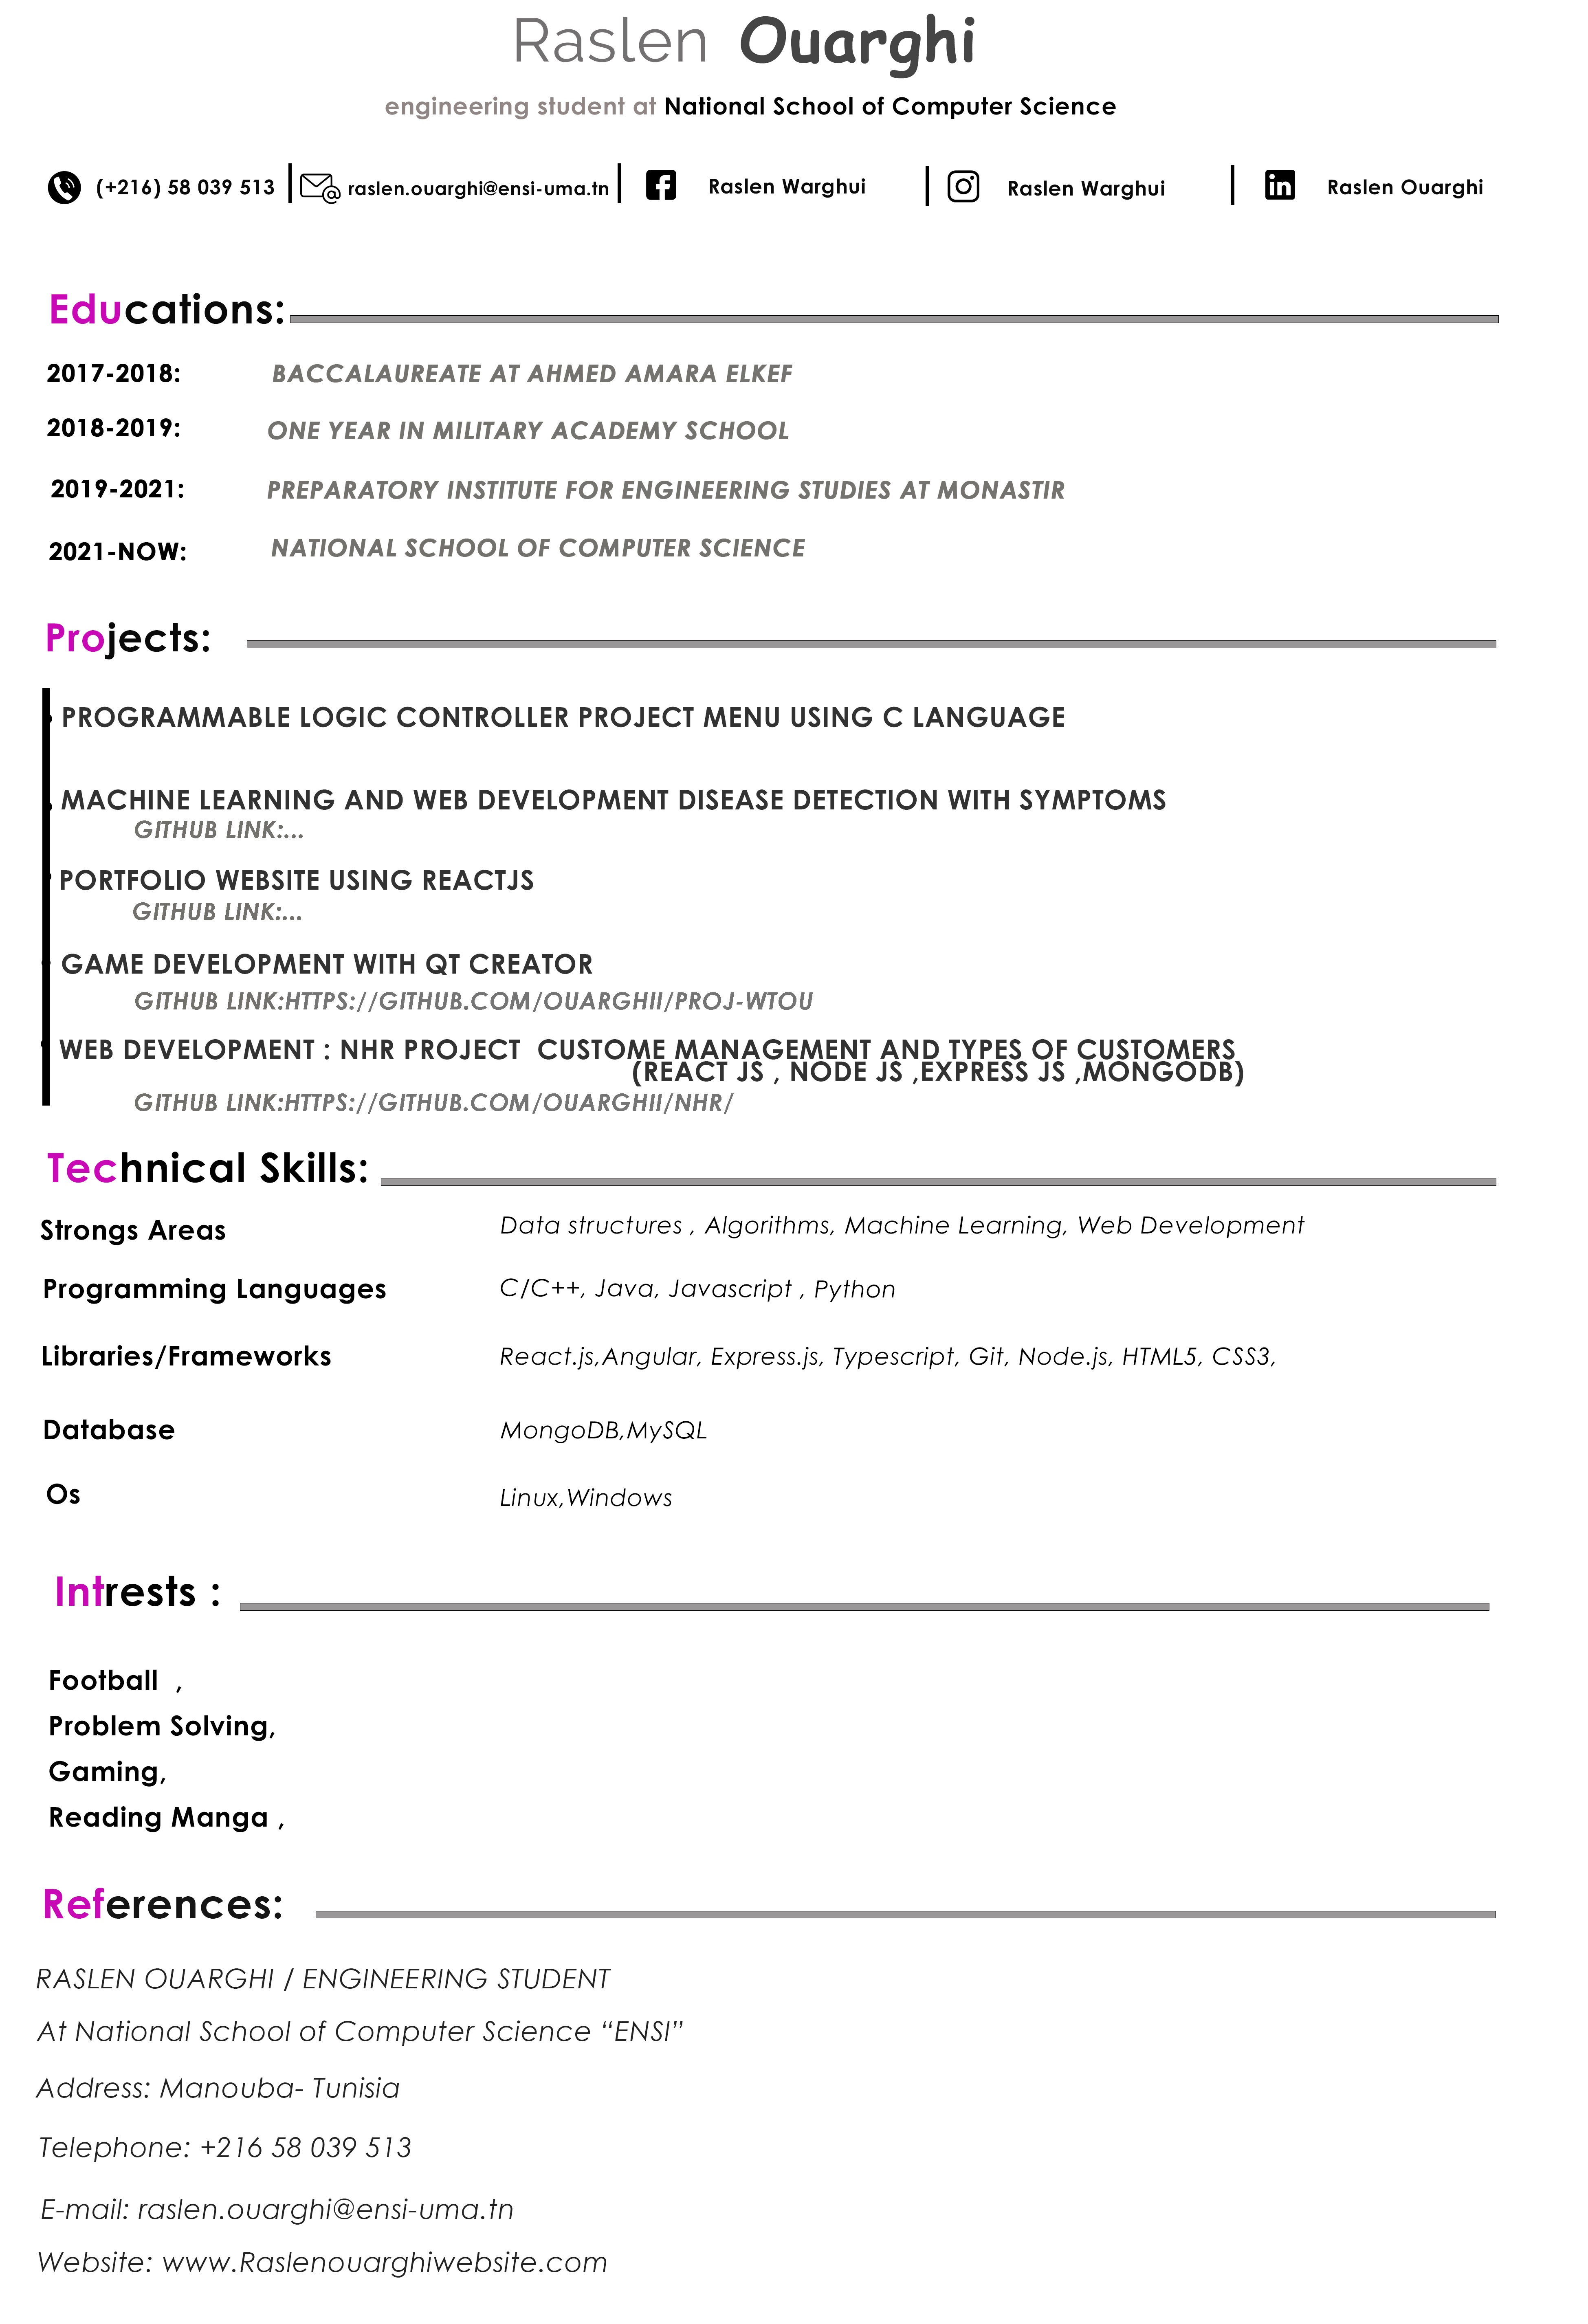 Raslen Ouarghi
engineering student at National School of Computer Science
(+216) 58 039 513 raslen.ouarghi@ensi-uma.tn Raslen Warghui Raslen Warghui Raslen Ouarghi
Educations:
2017-2018: BACCALAUREATE AT AHMED AMARA ELKEF
2018-2019: ONE YEAR IN MILITARY ACADEMY SCHOOL
2019-2021: PREPARATORY INSTITUTE FOR ENGINEERING STUDIES AT MONASTIR
2021-NOW: NATIONAL SCHOOL OF COMPUTER SCIENCE
Projects:
PROGRAMMABLE LOGIC CONTROLLER PROJECT MENU USING C LANGUAGE
MACHINE LEARNING AND WEB DEVELOPMENT DISEASE DETECTION WITH SYMPTOMS
GITHUB LINK:...
PORTFOLIO WEBSITE USING REACTJS
GITHUB LINK:...
GAME DEVELOPMENT WITH QT CREATOR
GITHUB LINK:HTTPS://GITHUB.COM/OUARGHII/PROJ-WTOU
WEB DEVELOPMENT : NHR PROJECT CUSTOME MANAGEMENT AND TYPES OF CUSTOMERS
(REACT JS , NODE JS ,EXPRESS JS ,MONGODB)
GITHUB LINK:HTTPS://GITHUB.COM/OUARGHII/NHR/
Technical Skills:
Strongs Areas Data structures , Algorithms, Machine Learning, Web Development
Programming Languages C/C++, Java, Javascript , Python
Libraries/Frameworks React.js,Angular, Express.js, Typescript, Git, Node.js, HTML5, CSS3,
Database MongoDB,MySQL
Os Linux,Windows
Intrests :
Football ,
Problem Solving,
Gaming,
Reading Manga ,
References:
RASLEN OUARGHI / ENGINEERING STUDENT
At National School of Computer Science “ENSI”
Address: Manouba- Tunisia
Telephone: +216 58 039 513
E-mail: raslen.ouarghi@ensi-uma.tn
Website: www.Raslenouarghiwebsite.com